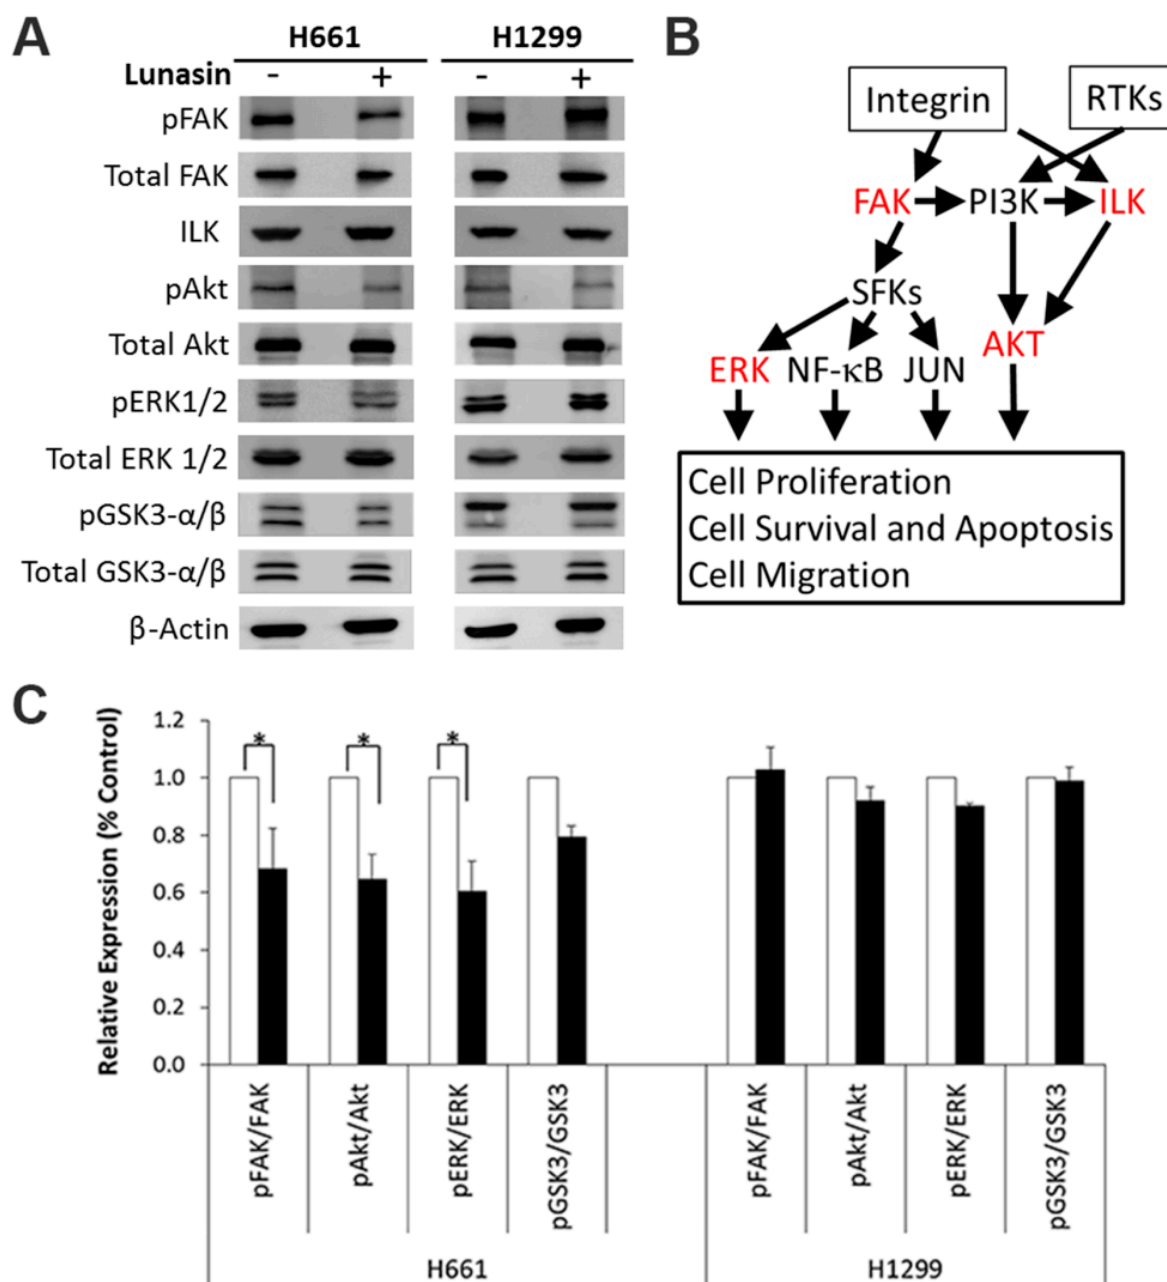 A
H661
H1299
Lunasin
- + - +
pFAK
Total FAK
ILK
pAkt
Total Akt
pERK1/2
Total ERK 1/2
pGSK3-α/β
Total GSK3-α/β
β-Actin
B
Integrin
RTKs
FAK
PI3K
ILK
SFKs
AKT
ERK
NF-κB
JUN
Cell Proliferation
Cell Survival and Apoptosis
Cell Migration
C
Relative Expression (% Control)
1.2
1.0
0.8
0.6
0.4
0.2
0.0
* * *
pFAK/FAK
pAkt/Akt
pERK/ERK
pGSK3/GSK3
pFAK/FAK
pAkt/Akt
pERK/ERK
pGSK3/GSK3
H661
H1299